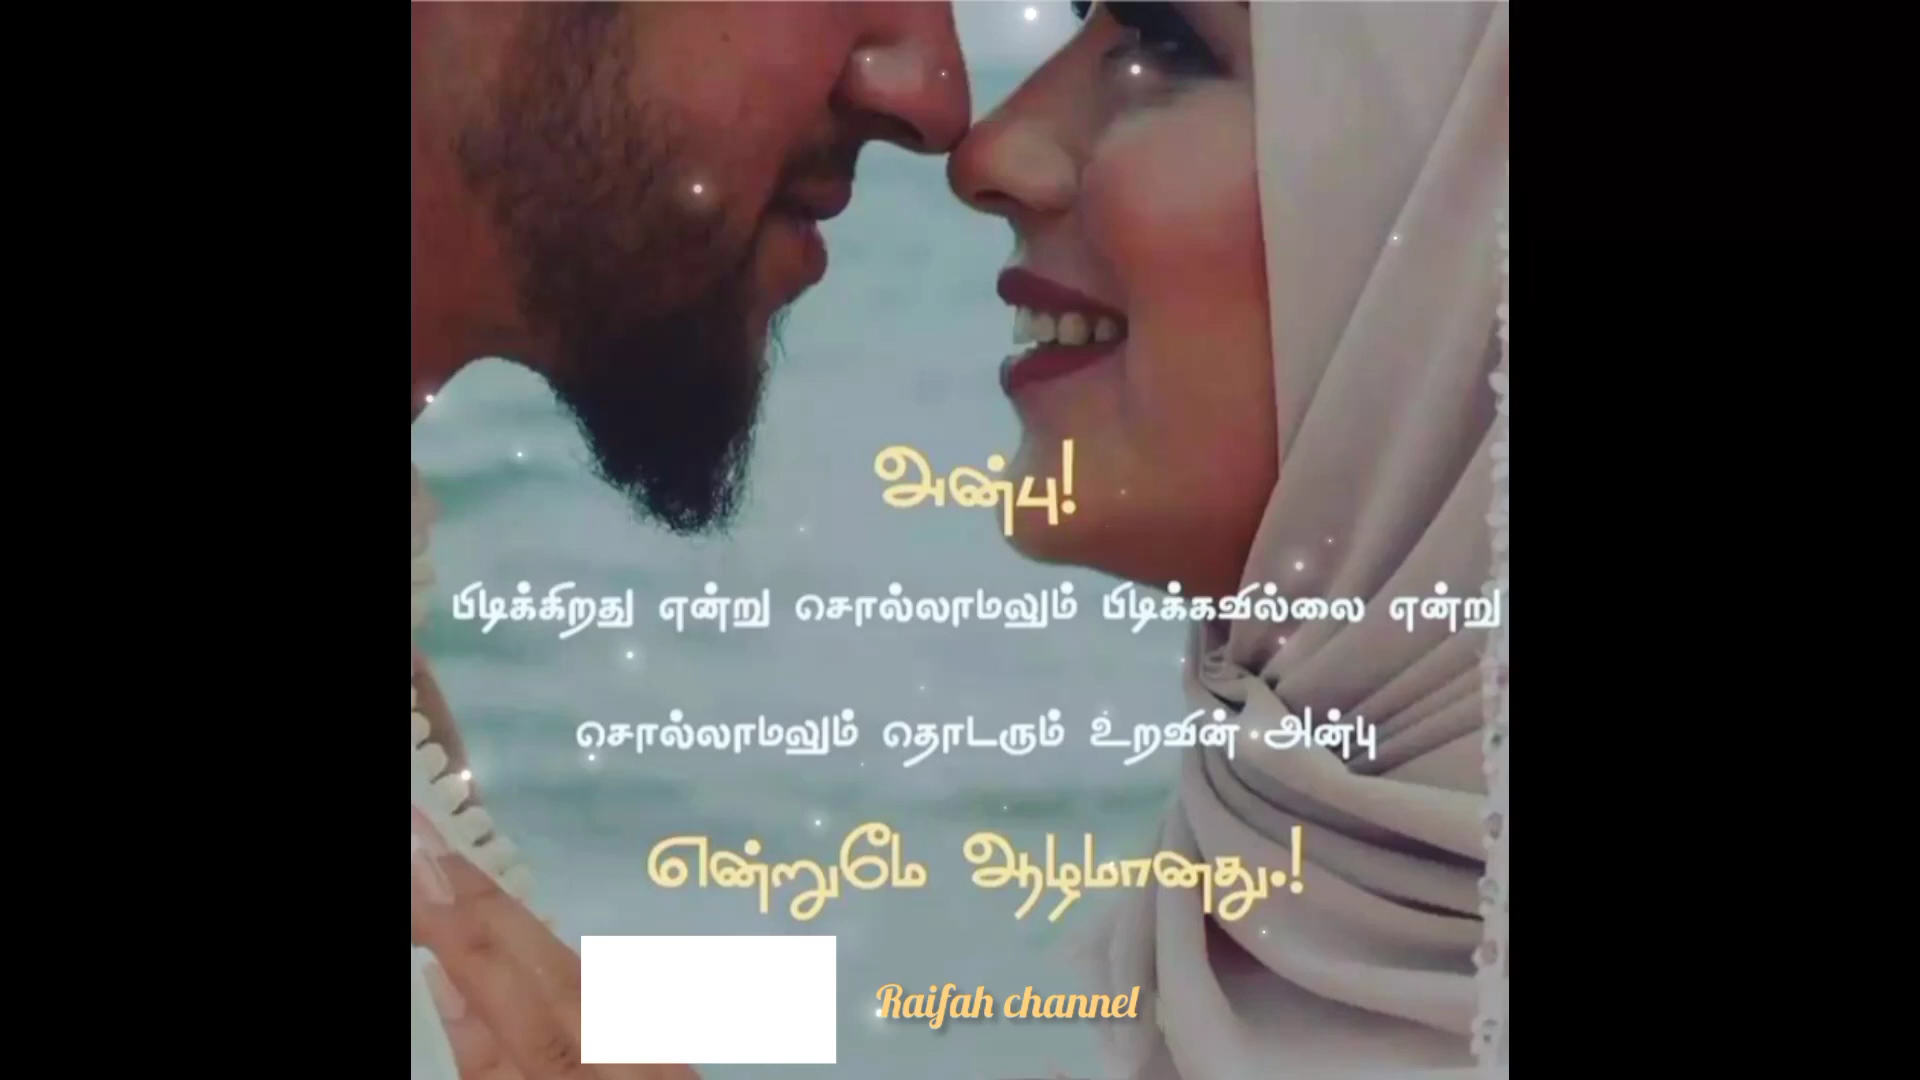 அன்பு!
பிடிக்கிறது என்று சொல்லாமலும் பிடிக்கவில்லை என்று
சொல்லாமலும் தொடரும் உறவின் அன்பு
என்றுமே ஆழமானது.!
Raifah channel